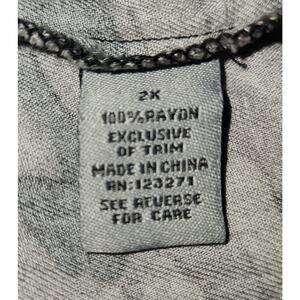 2X
100% RAYON
EXCLUSIVE
OF TRIM
MADE IN CHINA
RN:123271
SEE REVERSE
FOR CARE